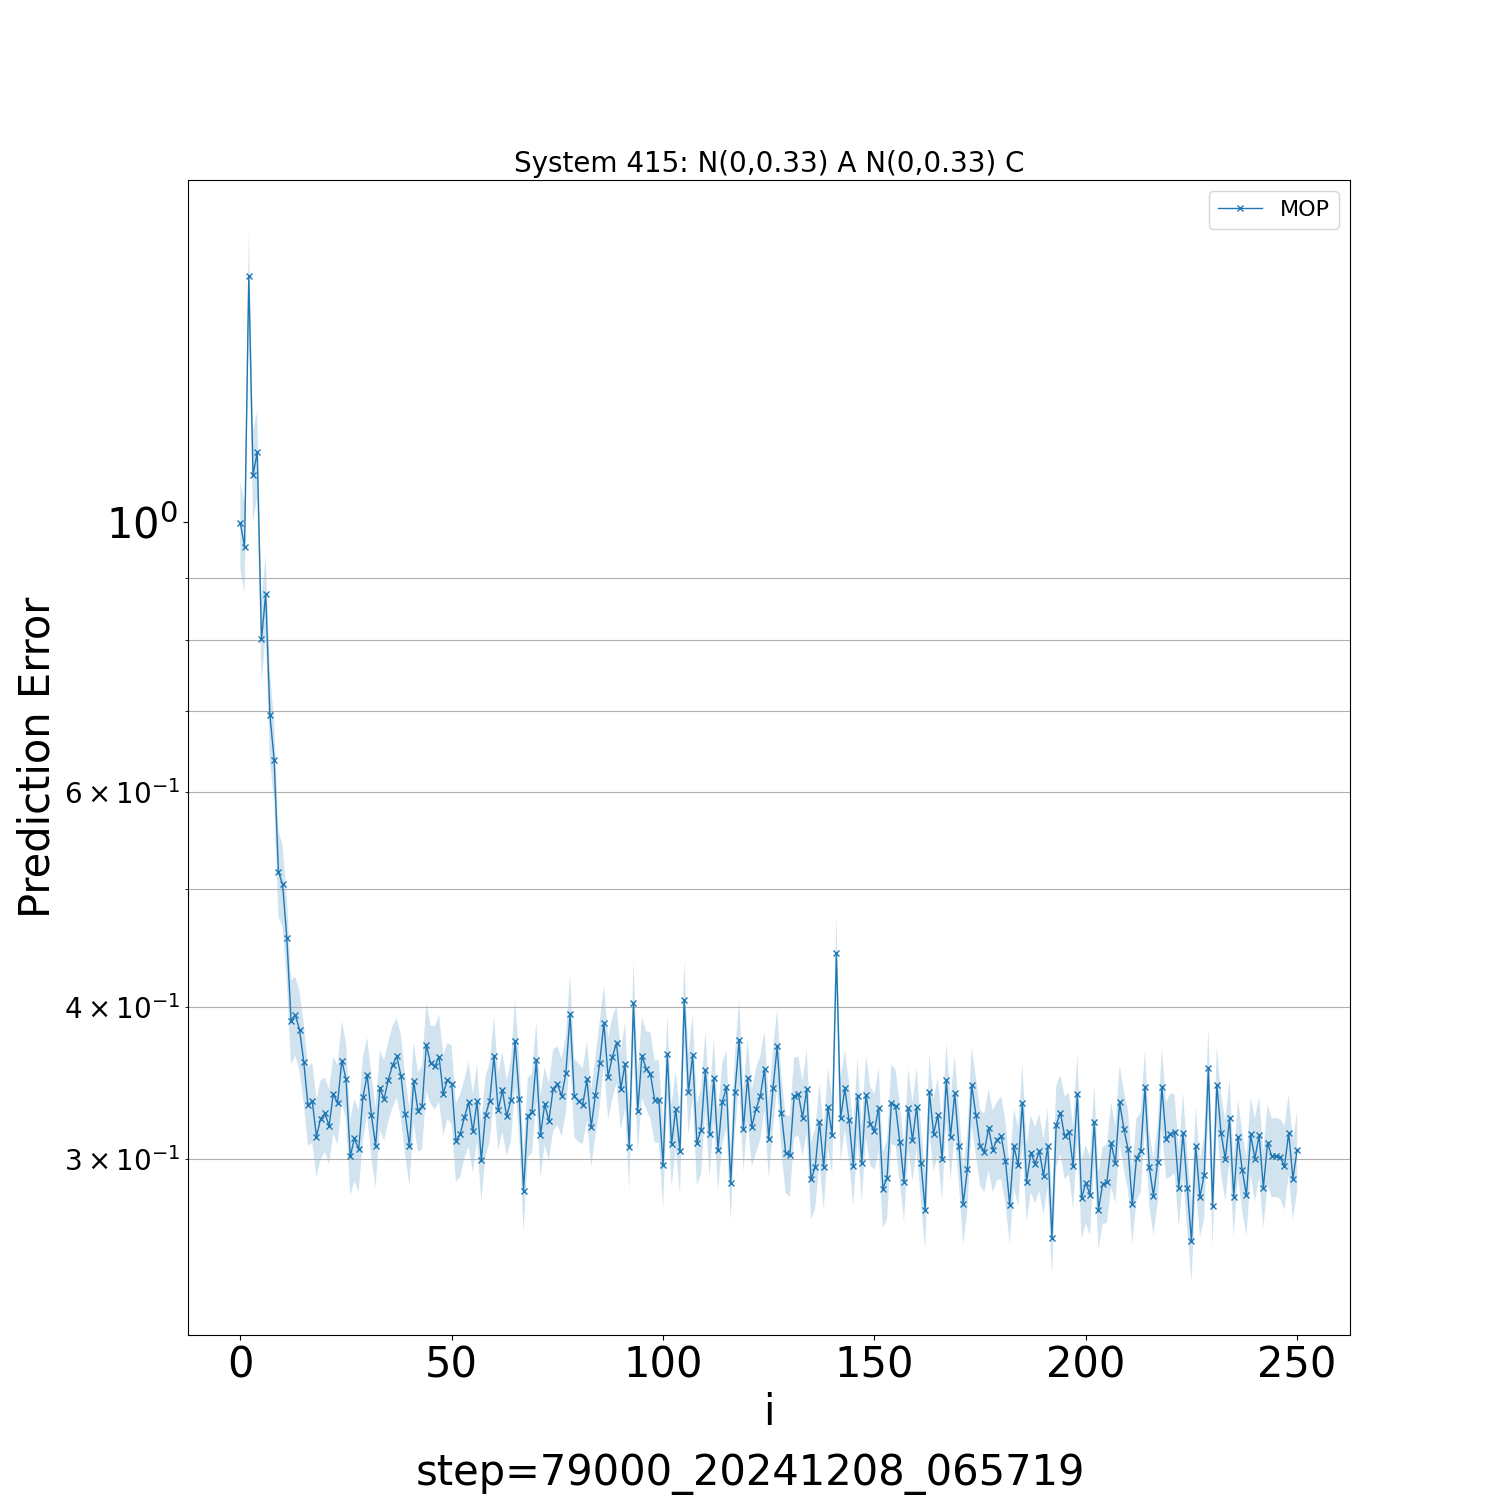 System 415: N(0,0.33) A N(0,0.33) C
MOP
Prediction Error
10⁰
6 × 10⁻¹
4 × 10⁻¹
3 × 10⁻¹
0 50 100 150 200 250
i
step=79000_20241208_065719